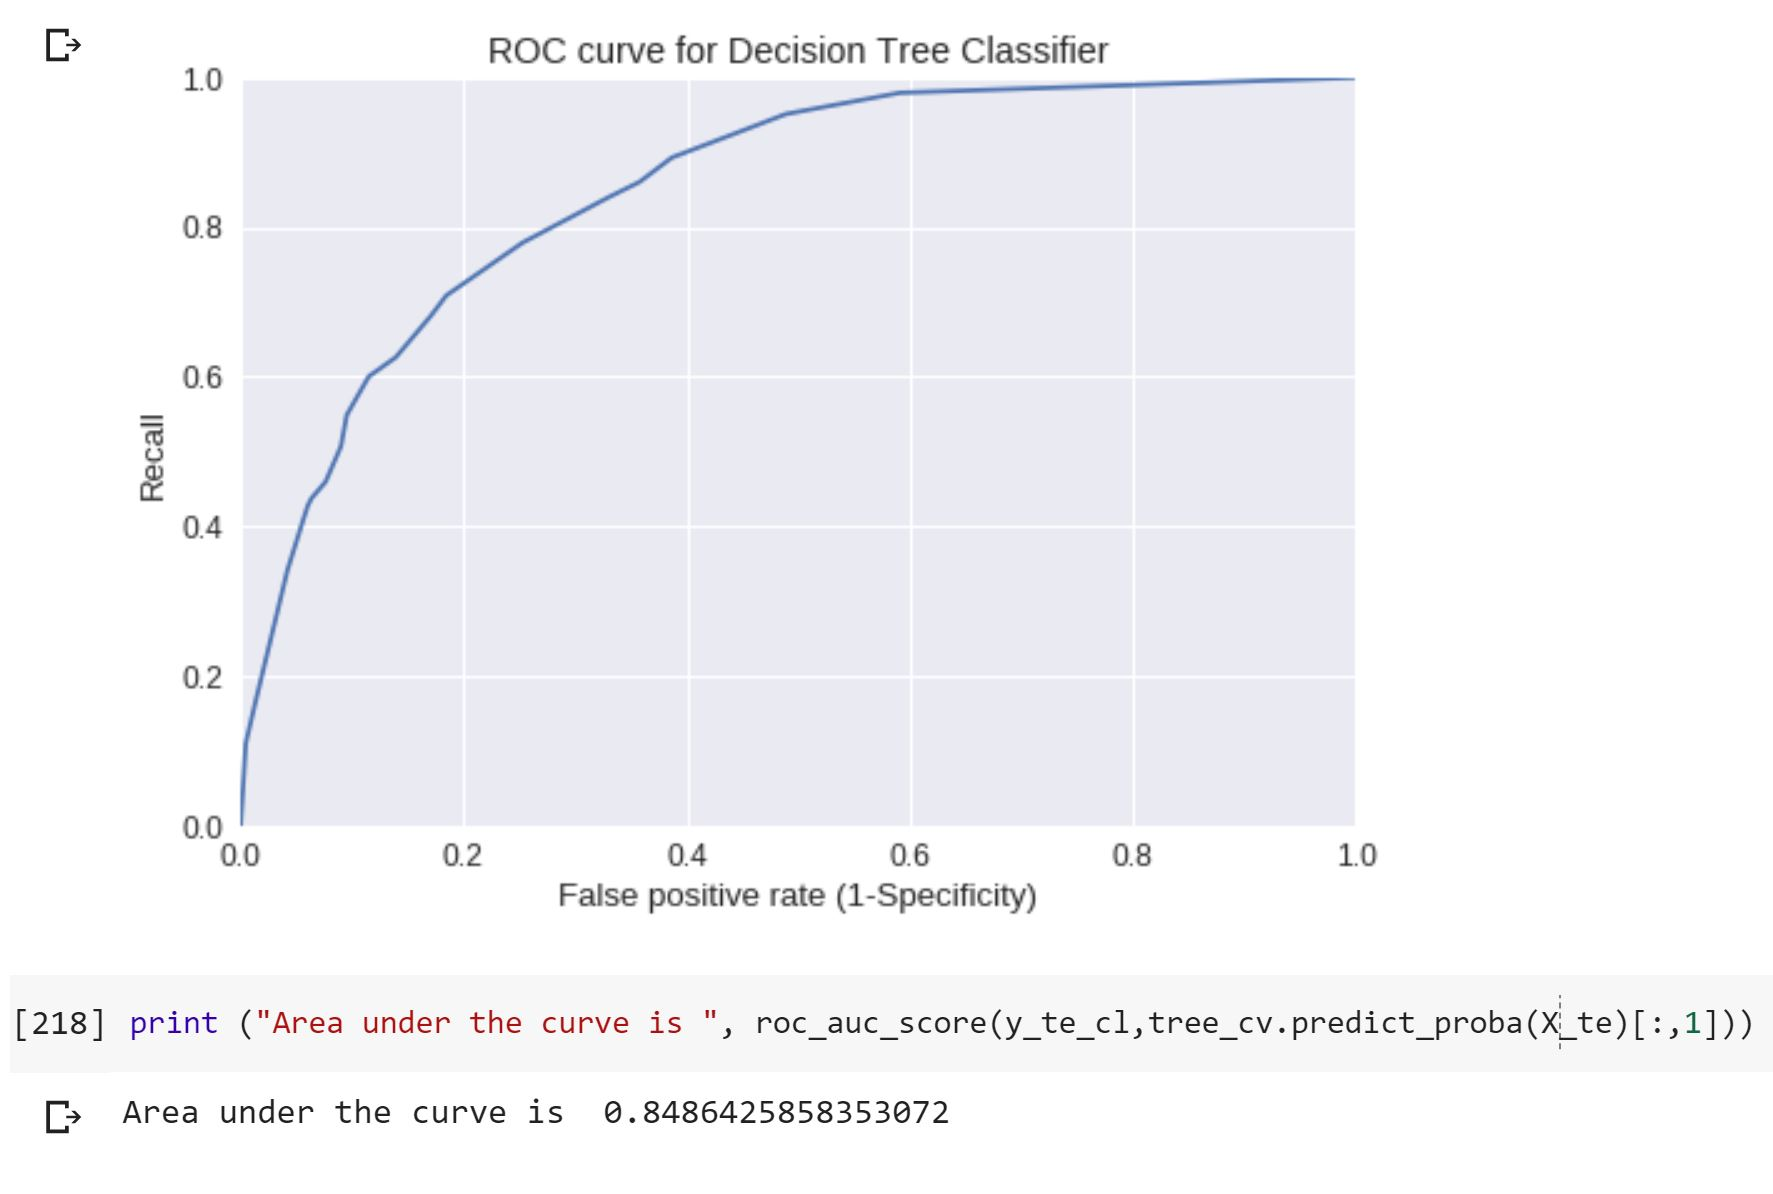 ROC curve for Decision Tree Classifier
1.0
0.8
0.6
0.4
0.2
0.0
Recall
0.0 0.2 0.4 0.6 0.8 1.0
False positive rate (1-Specificity)
[218] print ("Area under the curve is ", roc_auc_score(y_te_cl,tree_cv.predict_proba(X_te)[:,1]))
Area under the curve is  0.8486425858353072